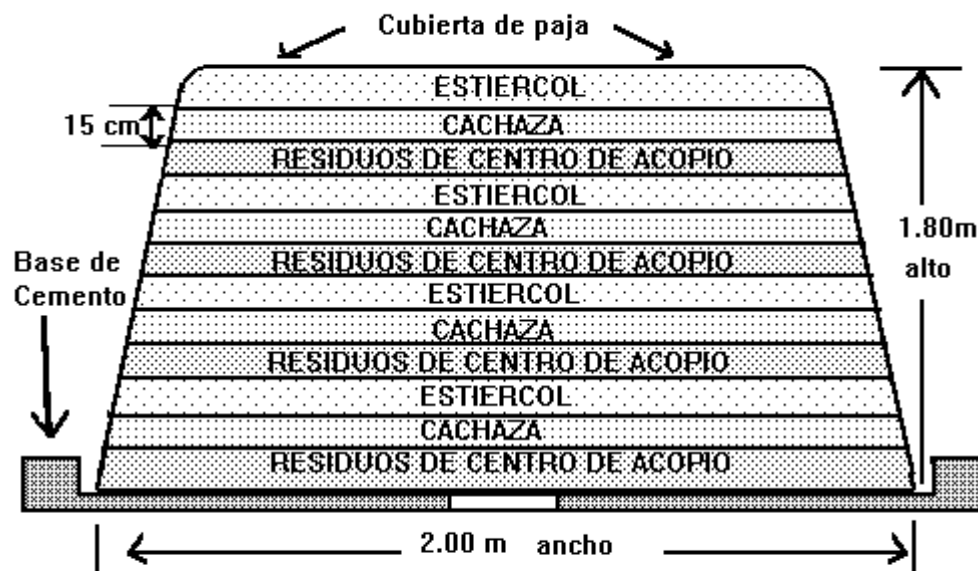 Cubierta de paja
ESTIERCOL
15 cm
CACHAZA
RESIDUOS DE CENTRO DE ACOPIO
ESTIERCOL
CACHAZA
1.80m
alto
RESIDUOS DE CENTRO DE ACOPIO
Base de
Cemento
ESTIERCOL
CACHAZA
RESIDUOS DE CENTRO DE ACOPIO
ESTIERCOL
CACHAZA
RESIDUOS DE CENTRO DE ACOPIO
2.00 m ancho